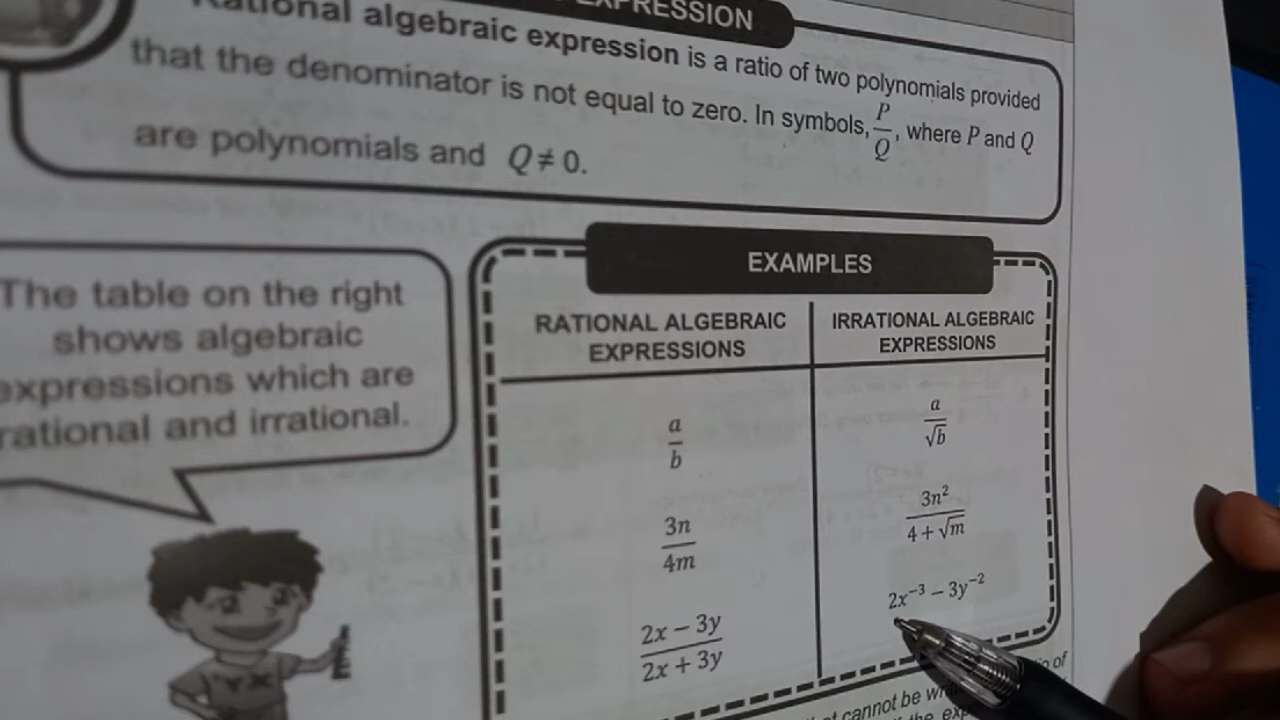 EXPRESSION
Rational algebraic expression is a ratio of two polynomials provided
that the denominator is not equal to zero. In symbols, P/Q, where P and Q
are polynomials and Q ≠ 0.
The table on the right
shows algebraic
expressions which are
rational and irrational.
EXAMPLES
RATIONAL ALGEBRAIC
EXPRESSIONS
IRRATIONAL ALGEBRAIC
EXPRESSIONS
a/b
a/√b
3n/4m
3n²/(4 + √m)
(2x − 3y)/(2x + 3y)
2x⁻³ − 3y⁻²
cannot be
of
the